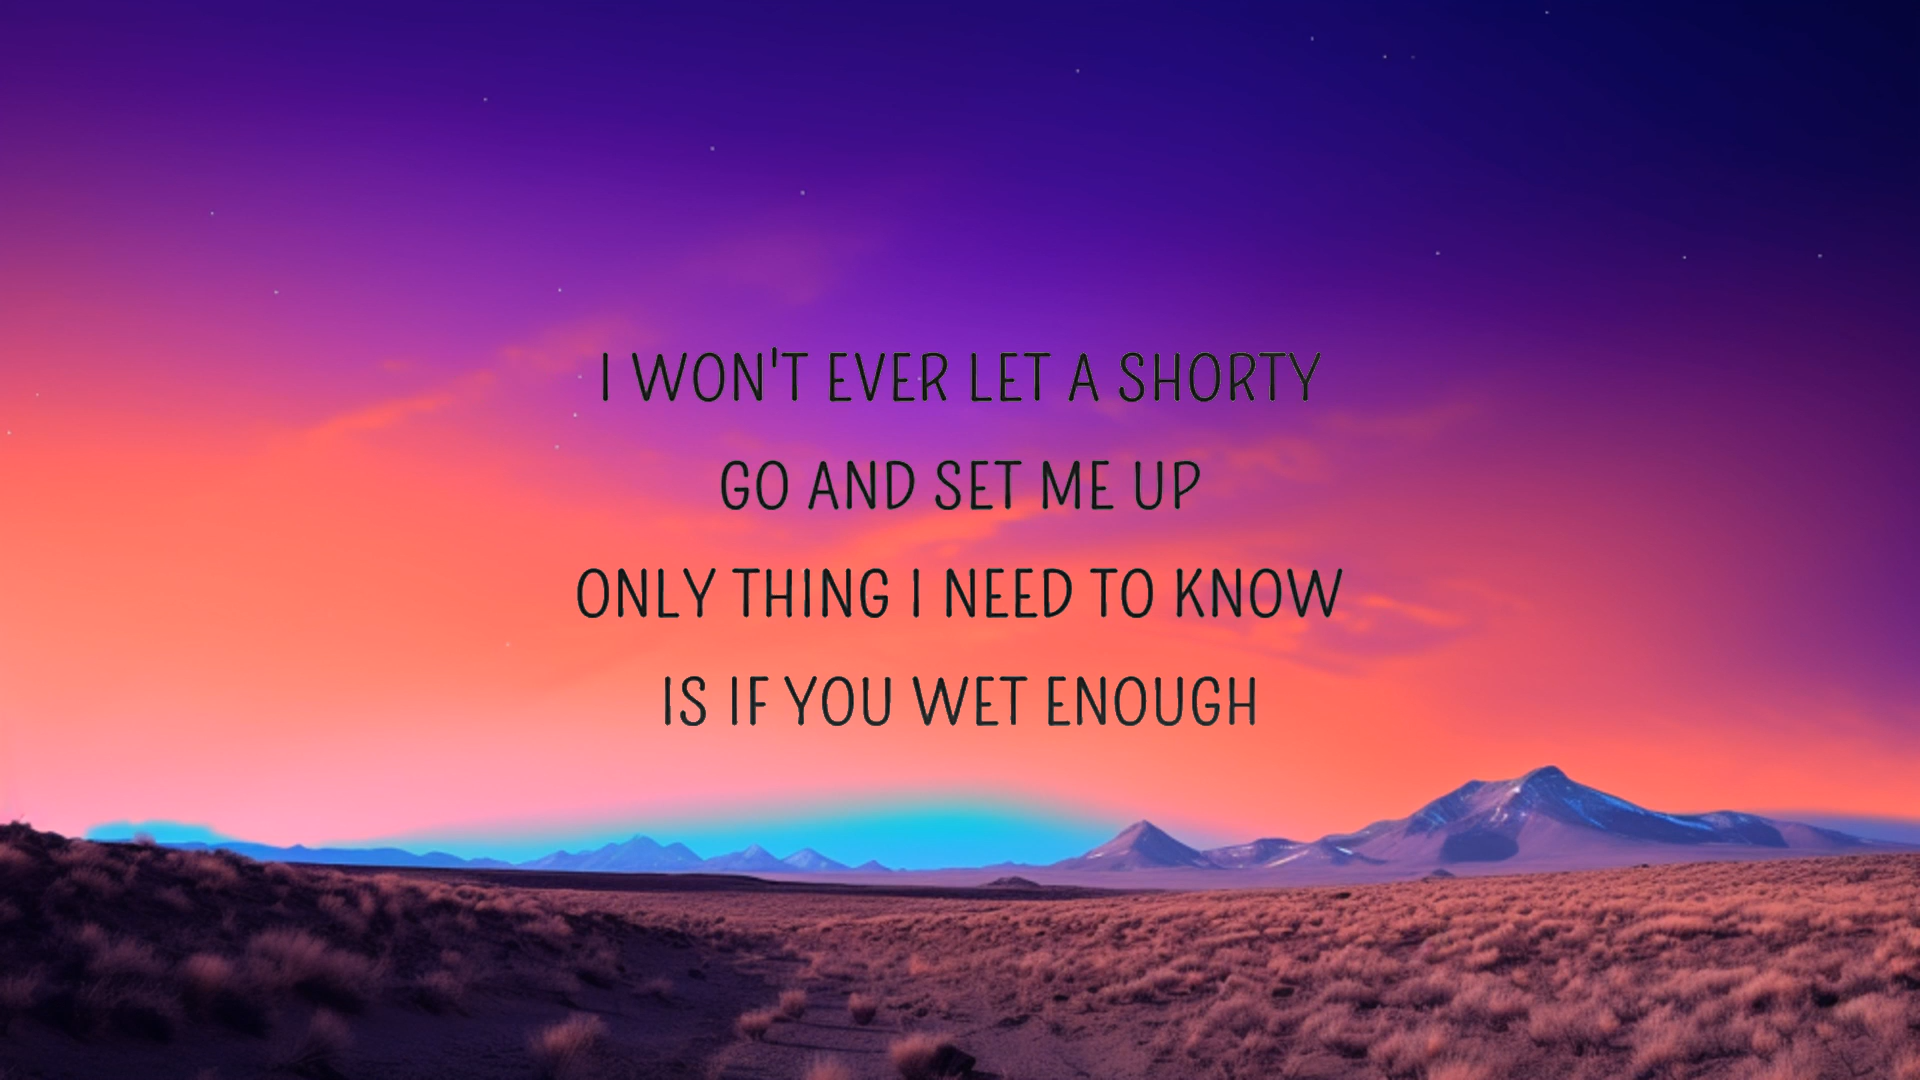 I WON'T EVER LET A SHORTY
GO AND SET ME UP
ONLY THING I NEED TO KNOW
IS IF YOU WET ENOUGH